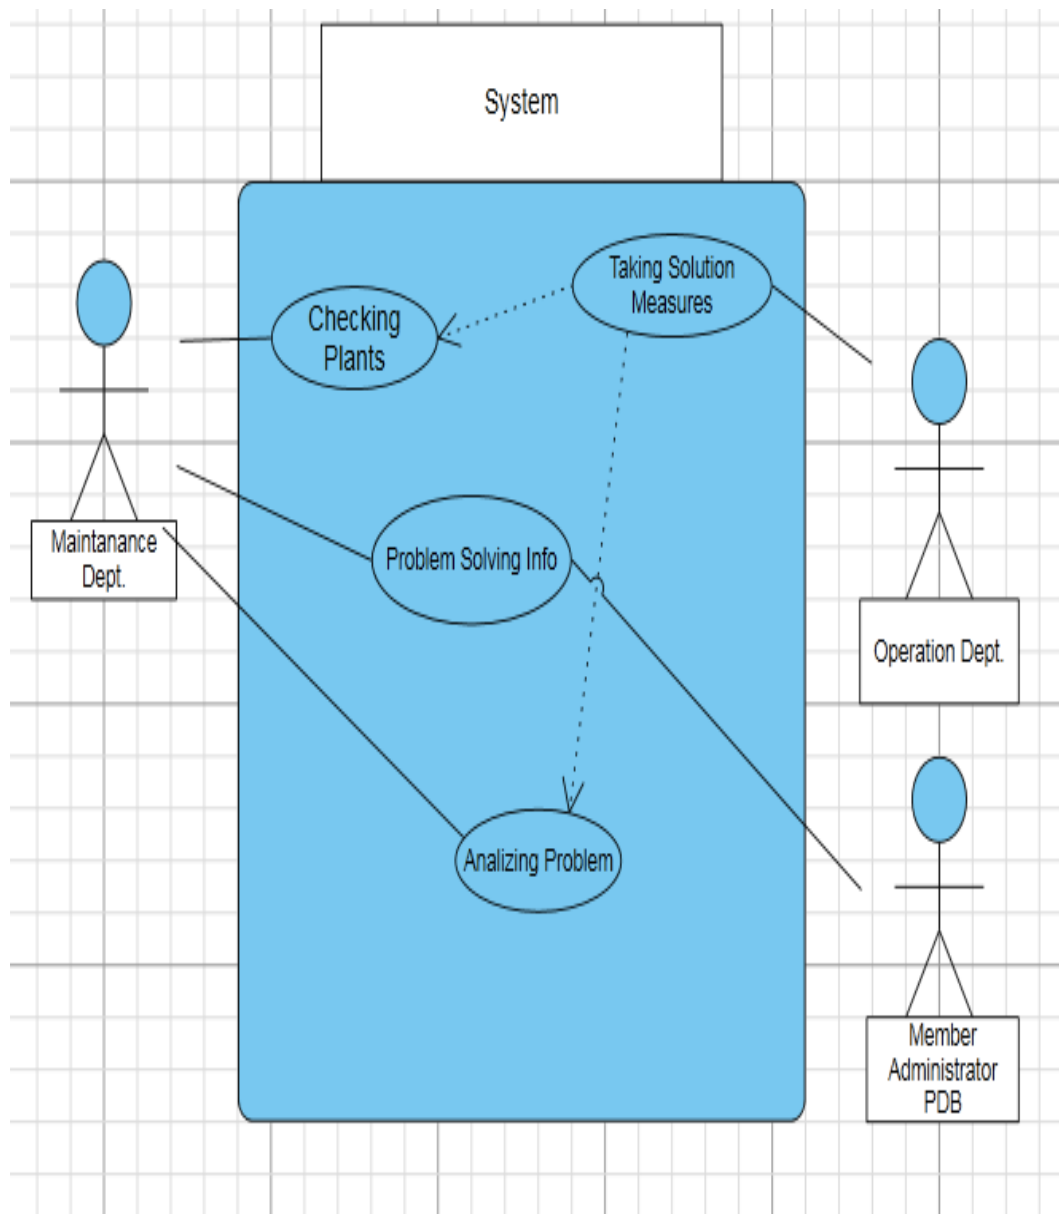 System
Taking Solution
Measures
Checking
Plants
Problem Solving Info
Maintanance
Dept.
Operation Dept.
Analizing Problem
Member
Administrator
PDB